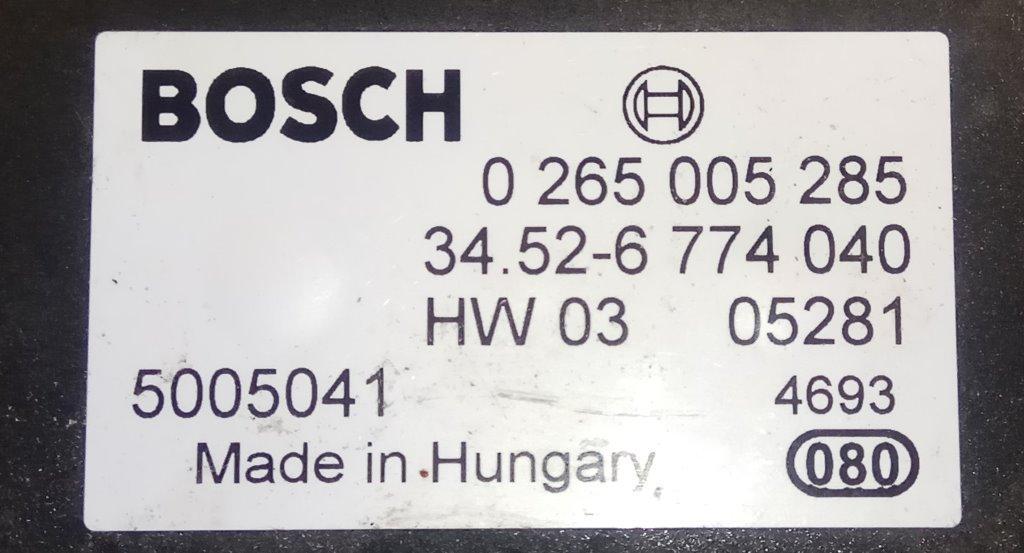 BOSCH
0 265 005 285
34.52-6 774 040
HW 03 05281
5005041 4693
Made in Hungary 080